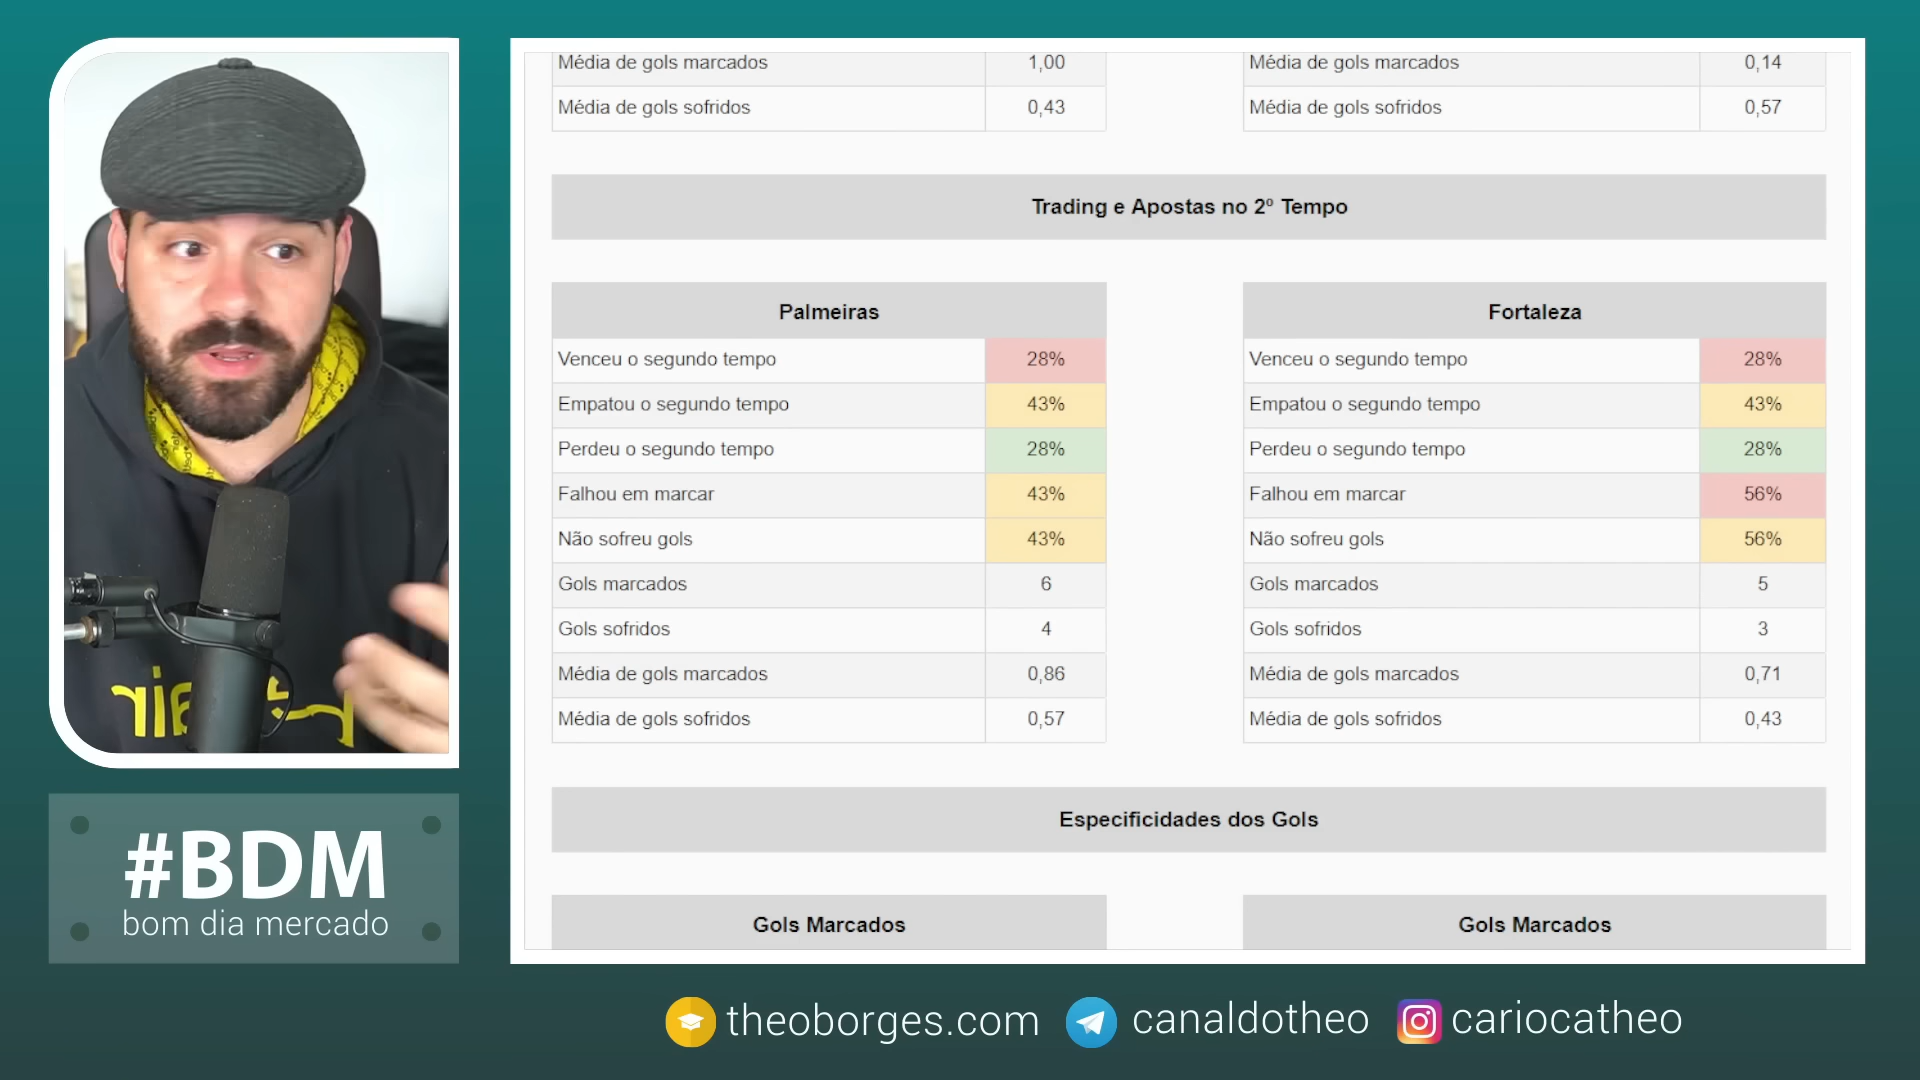 Média de gols marcados 1,00
Média de gols sofridos 0,43
Média de gols marcados 0,14
Média de gols sofridos 0,57
Trading e Apostas no 2º Tempo
Palmeiras
Venceu o segundo tempo 28%
Empatou o segundo tempo 43%
Perdeu o segundo tempo 28%
Falhou em marcar 43%
Não sofreu gols 43%
Gols marcados 6
Gols sofridos 4
Média de gols marcados 0,86
Média de gols sofridos 0,57
Fortaleza
Venceu o segundo tempo 28%
Empatou o segundo tempo 43%
Perdeu o segundo tempo 28%
Falhou em marcar 56%
Não sofreu gols 56%
Gols marcados 5
Gols sofridos 3
Média de gols marcados 0,71
Média de gols sofridos 0,43
Especificidades dos Gols
Gols Marcados
Gols Marcados
#BDM
bom dia mercado
theoborges.com
canaldotheo
cariocatheo